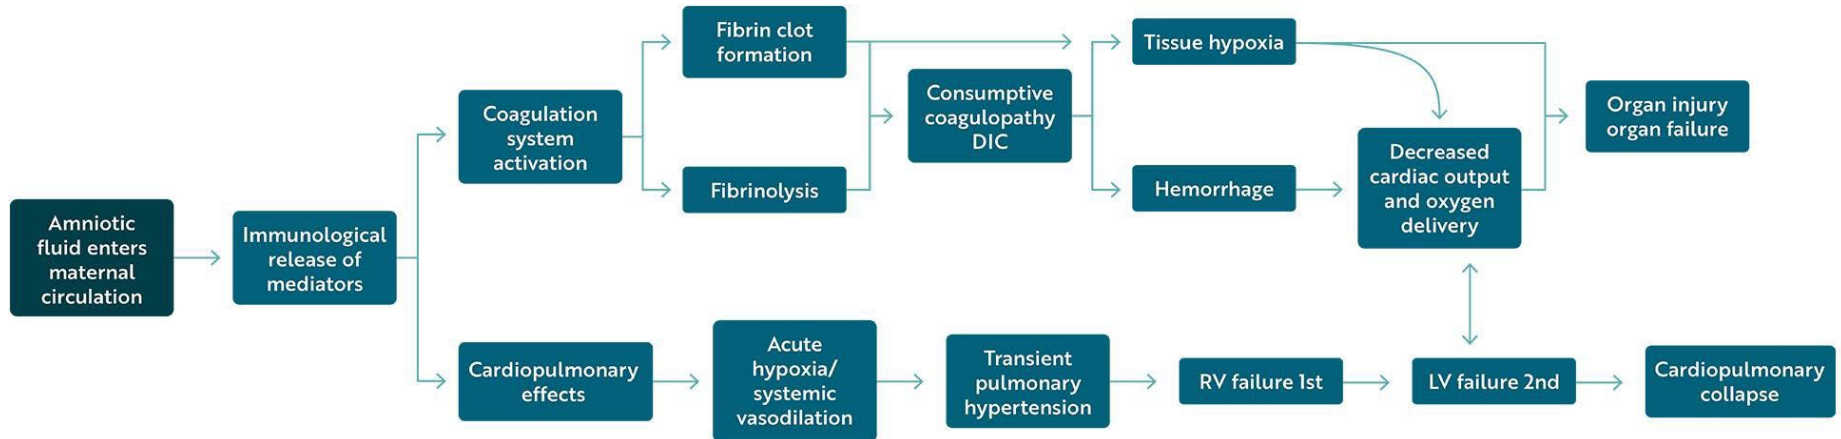 Amniotic
fluid enters
maternal
circulation
Immunological
release of
mediators
Coagulation
system
activation
Fibrin clot
formation
Fibrinolysis
Consumptive
coagulopathy
DIC
Tissue hypoxia
Hemorrhage
Decreased
cardiac output
and oxygen
delivery
Organ injury
organ failure
Cardiopulmonary
effects
Acute
hypoxia/
systemic
vasodilation
Transient
pulmonary
hypertension
RV failure 1st
LV failure 2nd
Cardiopulmonary
collapse